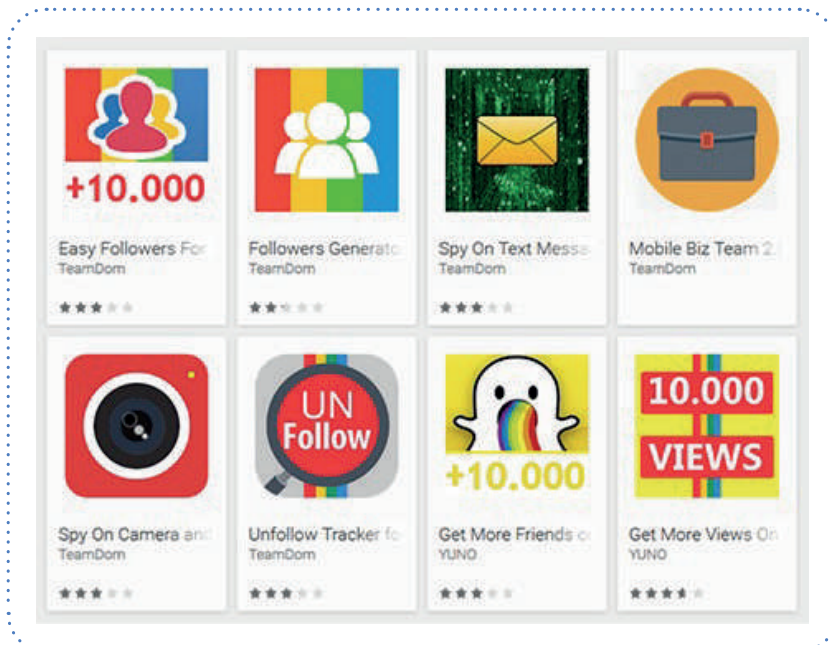 +10.000
Easy Followers For
TeamDom
Followers Generato
TeamDom
Spy On Text Messa
TeamDom
Mobile Biz Team 2.
TeamDom
UN
Follow
+10.000
10.000
VIEWS
Spy On Camera and
TeamDom
Unfollow Tracker fo
TeamDom
Get More Friends o
YUNO
Get More Views On
YUNO